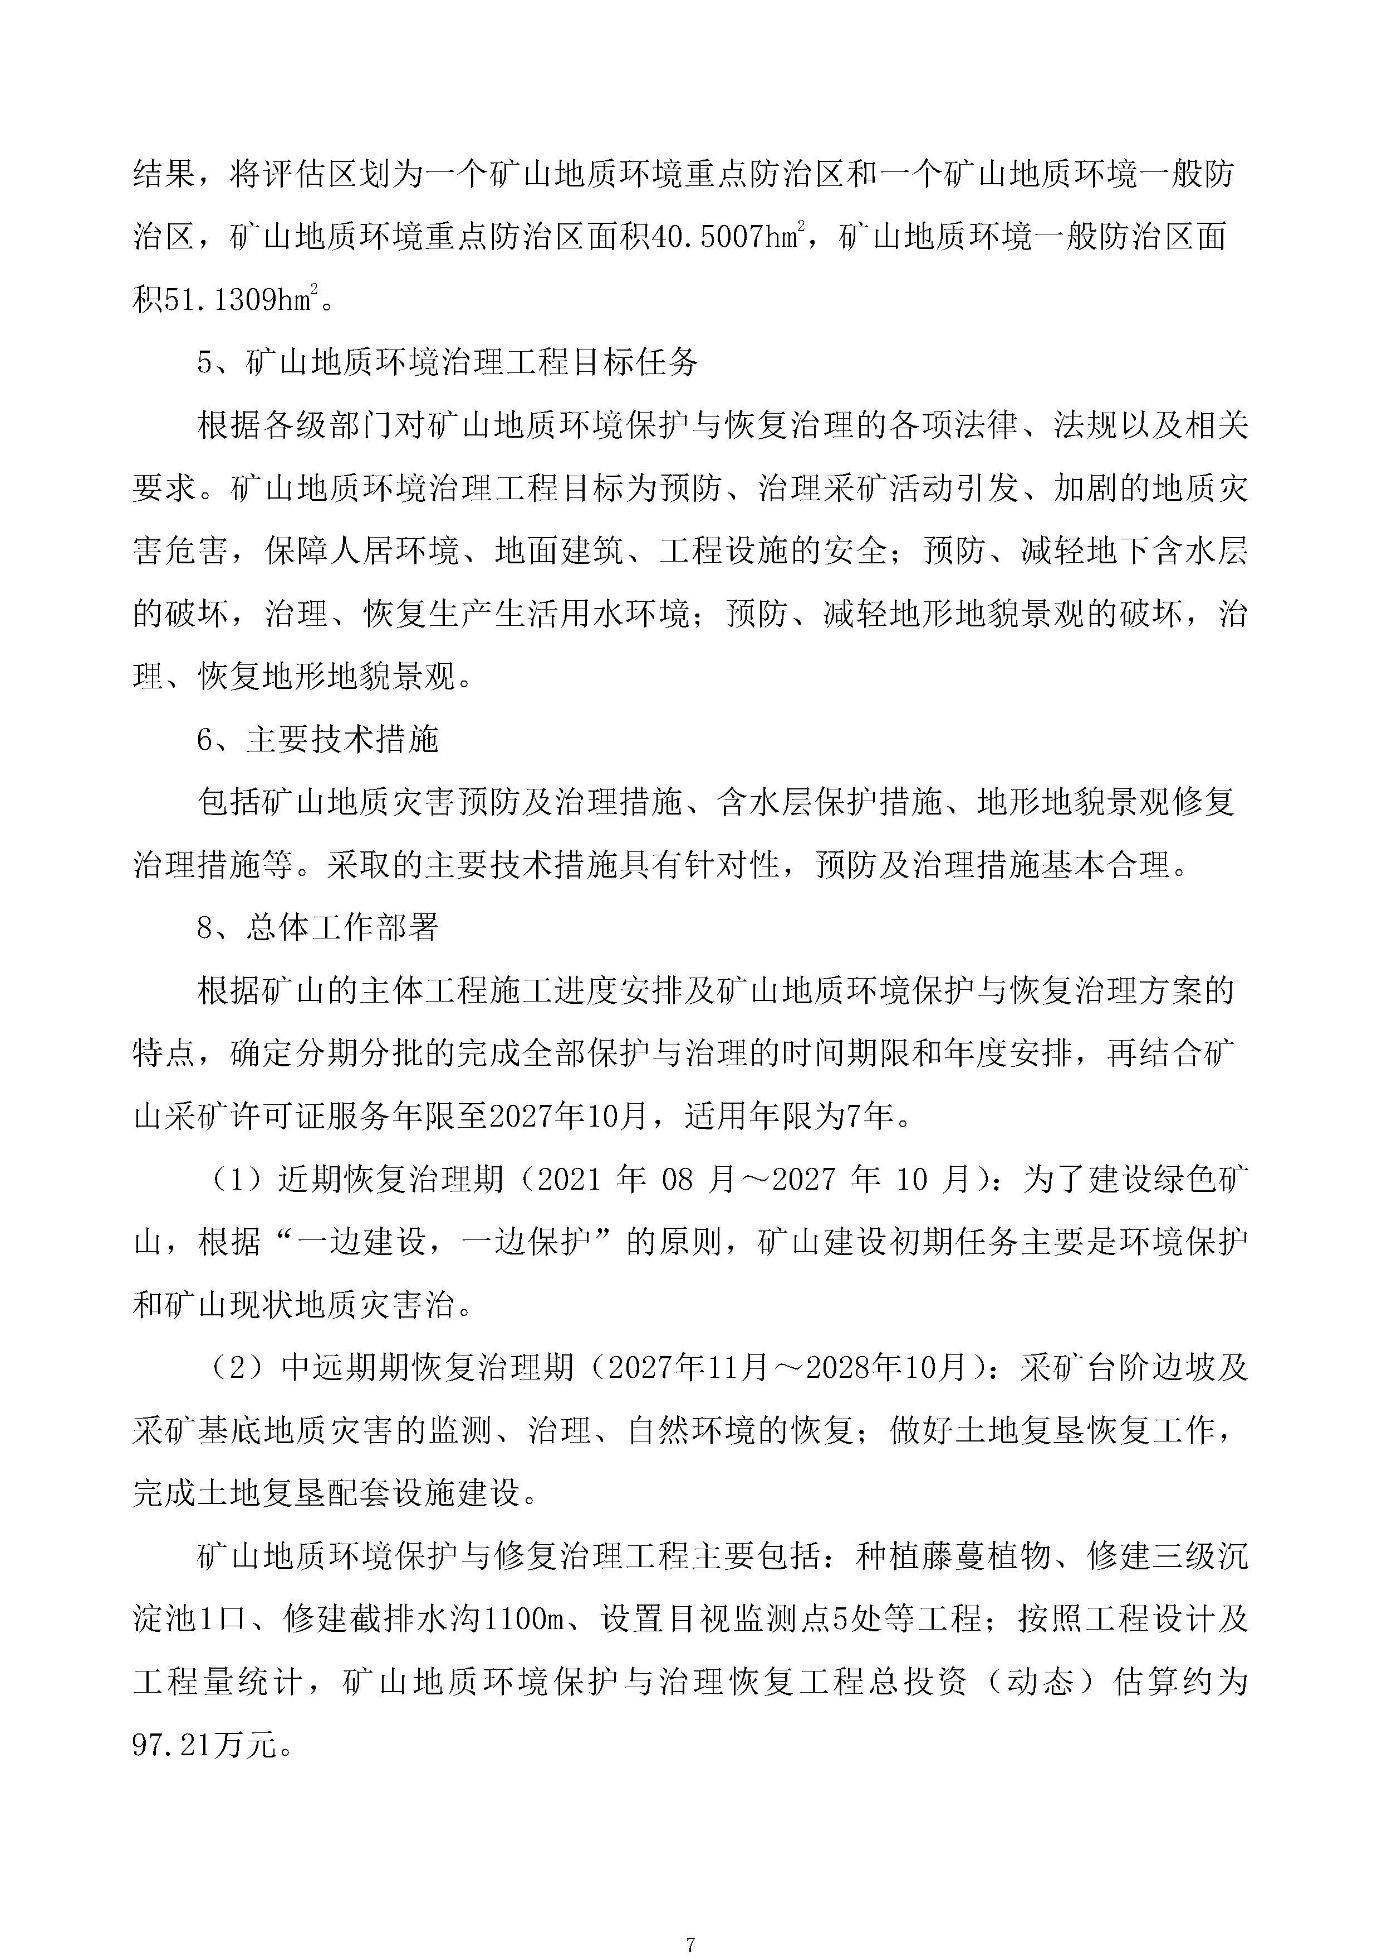 结果，将评估区划为一个矿山地质环境重点防治区和一个矿山地质环境一般防
治区，矿山地质环境重点防治区面积40.5007hm²，矿山地质环境一般防治区面
积51.1309hm²。
5、矿山地质环境治理工程目标任务
根据各级部门对矿山地质环境保护与恢复治理的各项法律、法规以及相关
要求。矿山地质环境治理工程目标为预防、治理采矿活动引发、加剧的地质灾
害危害，保障人居环境、地面建筑、工程设施的安全；预防、减轻地下含水层
的破坏，治理、恢复生产生活用水环境；预防、减轻地形地貌景观的破坏，治
理、恢复地形地貌景观。
6、主要技术措施
包括矿山地质灾害预防及治理措施、含水层保护措施、地形地貌景观修复
治理措施等。采取的主要技术措施具有针对性，预防及治理措施基本合理。
8、总体工作部署
根据矿山的主体工程施工进度安排及矿山地质环境保护与恢复治理方案的
特点，确定分期分批的完成全部保护与治理的时间期限和年度安排，再结合矿
山采矿许可证服务年限至2027年10月，适用年限为7年。
（1）近期恢复治理期（2021 年 08 月～2027 年 10 月）：为了建设绿色矿
山，根据“一边建设，一边保护”的原则，矿山建设初期任务主要是环境保护
和矿山现状地质灾害治。
（2）中远期期恢复治理期（2027年11月～2028年10月）：采矿台阶边坡及
采矿基底地质灾害的监测、治理、自然环境的恢复；做好土地复垦恢复工作，
完成土地复垦配套设施建设。
矿山地质环境保护与修复治理工程主要包括：种植藤蔓植物、修建三级沉
淀池1口、修建截排水沟1100m、设置目视监测点5处等工程；按照工程设计及
工程量统计，矿山地质环境保护与治理恢复工程总投资（动态）估算约为
97.21万元。
7